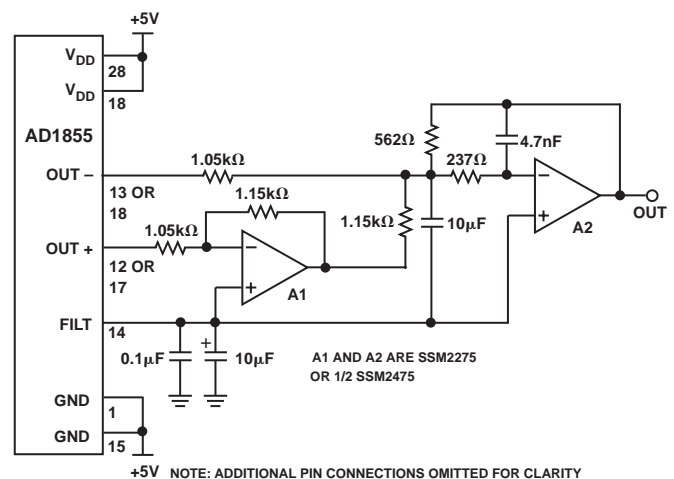 +5V
VDD
28
VDD
18
AD1855
OUT –
13 OR
18
1.05kΩ
562Ω
4.7nF
237Ω
1.15kΩ
1.15kΩ
10µF
–
+
A2
OUT
OUT +
12 OR
17
1.05kΩ
–
+
A1
FILT
14
0.1µF
+
10µF
A1 AND A2 ARE SSM2275
OR 1/2 SSM2475
GND
1
GND
15
+5V
NOTE: ADDITIONAL PIN CONNECTIONS OMITTED FOR CLARITY